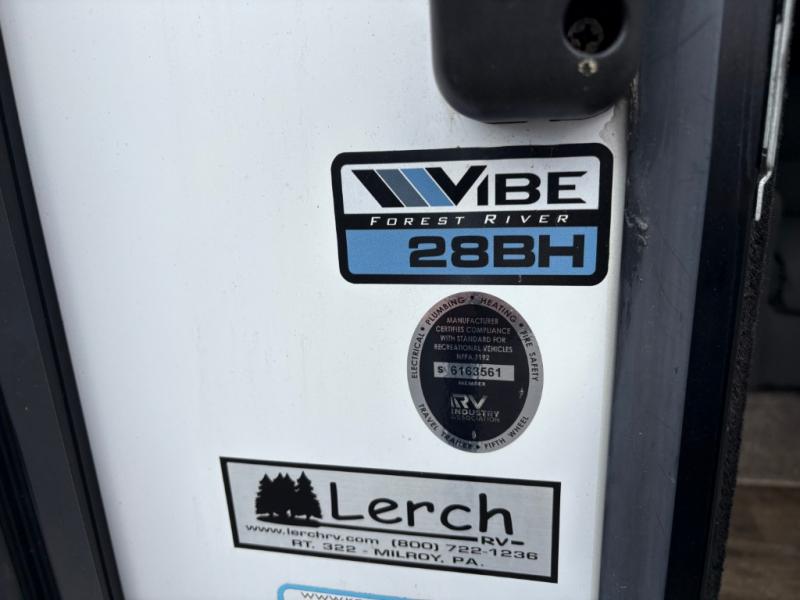 VIBE
FOREST RIVER
28BH
ELECTRICAL • PLUMBING • HEATING • FIRE SAFETY
MANUFACTURER
CERTIFIES COMPLIANCE
WITH STANDARD FOR
RECREATIONAL VEHICLES
NFPA 1192
6163561
MEMBER
RV
INDUSTRY
ASSOCIATION
TRAVEL TRAILER • FIFTH WHEEL
Lerch
RV
www.lerchrv.com (800) 722-1236
RT. 322 - MILROY, PA.